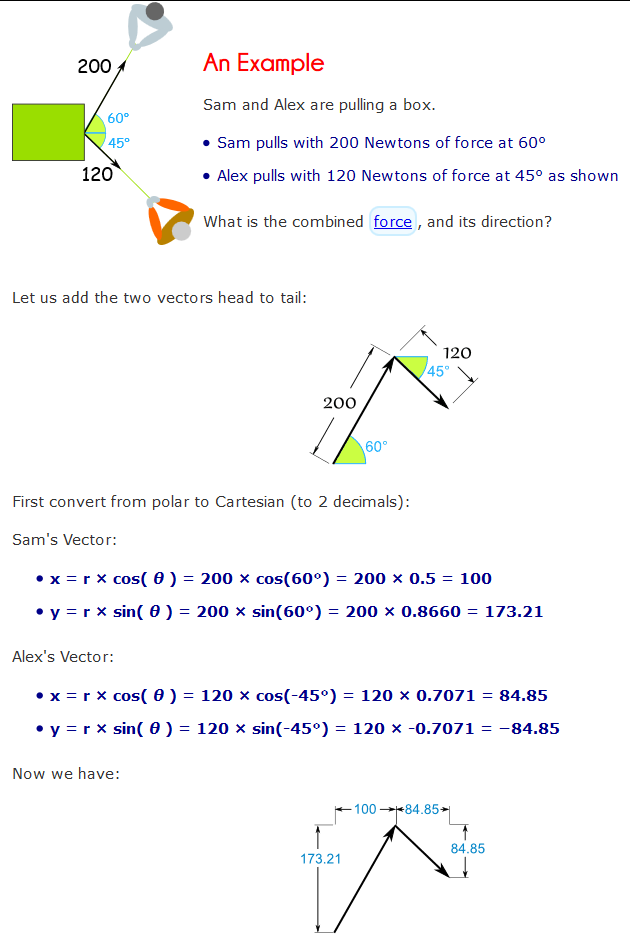 200
60°
45°
120
An Example
Sam and Alex are pulling a box.
• Sam pulls with 200 Newtons of force at 60°
• Alex pulls with 120 Newtons of force at 45° as shown
What is the combined force, and its direction?
Let us add the two vectors head to tail:
120
45°
200
60°
First convert from polar to Cartesian (to 2 decimals):
Sam's Vector:
• x = r × cos( θ ) = 200 × cos(60°) = 200 × 0.5 = 100
• y = r × sin( θ ) = 200 × sin(60°) = 200 × 0.8660 = 173.21
Alex's Vector:
• x = r × cos( θ ) = 120 × cos(-45°) = 120 × 0.7071 = 84.85
• y = r × sin( θ ) = 120 × sin(-45°) = 120 × -0.7071 = −84.85
Now we have:
100 84.85
84.85
173.21